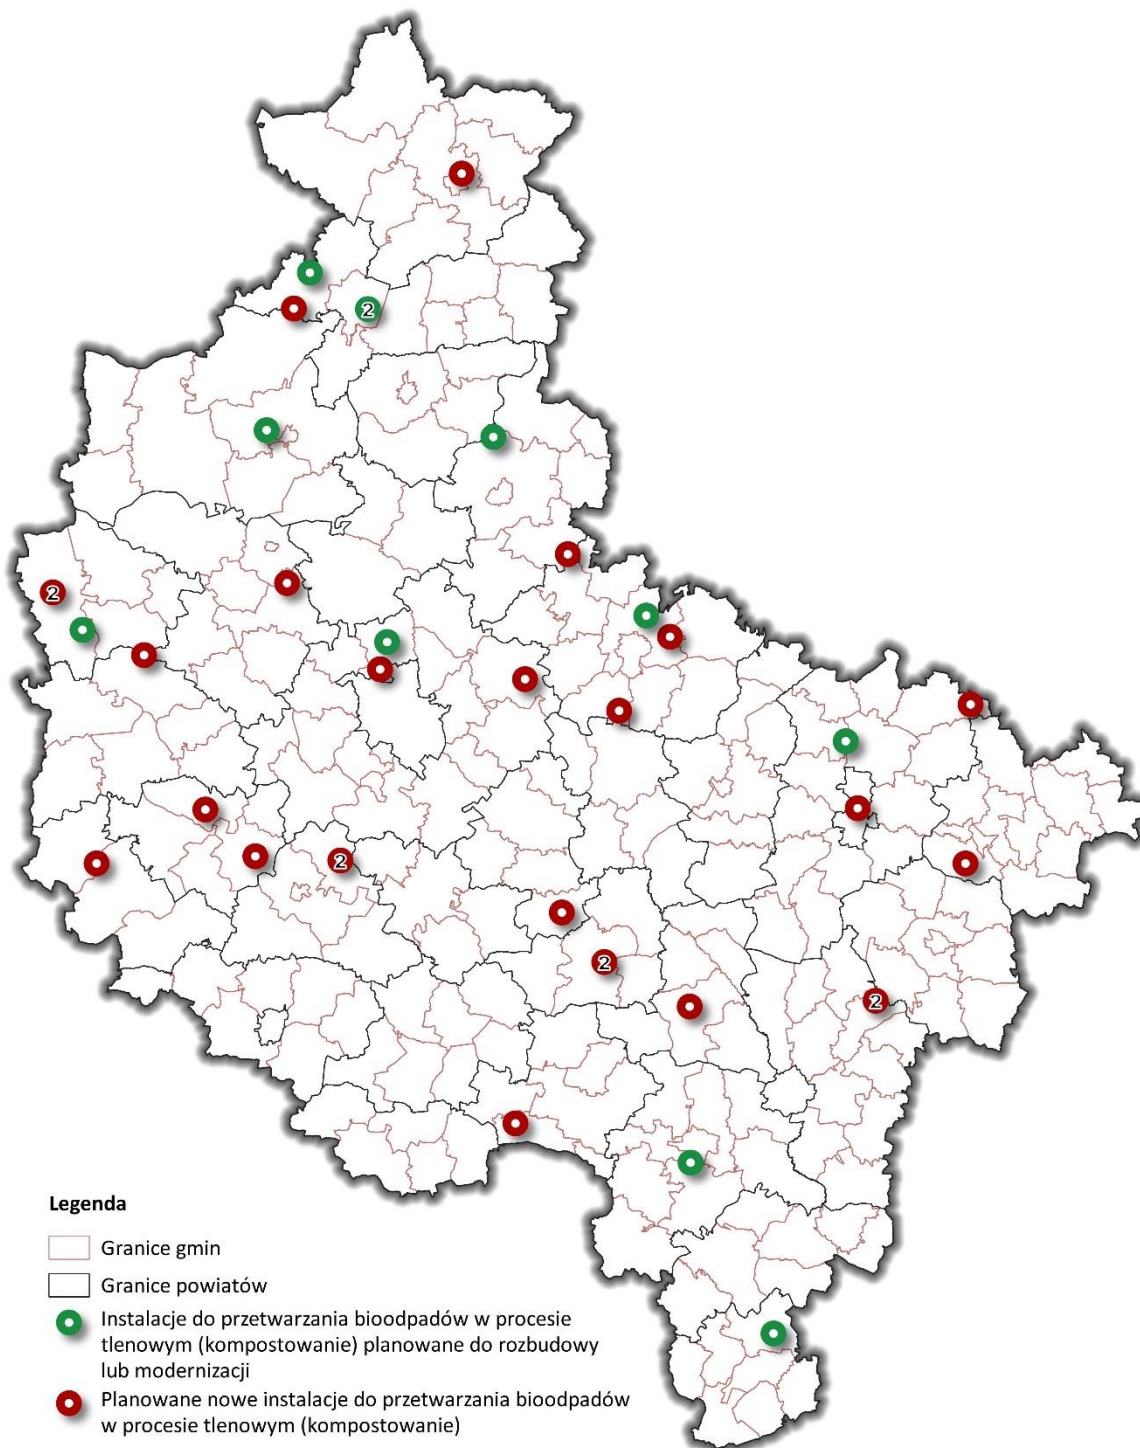 2
2
2
2
2
Legenda
Granice gmin
Granice powiatów
Instalacje do przetwarzania bioodpadów w procesie
tlenowym (kompostowanie) planowane do rozbudowy
lub modernizacji
Planowane nowe instalacje do przetwarzania bioodpadów
w procesie tlenowym (kompostowanie)